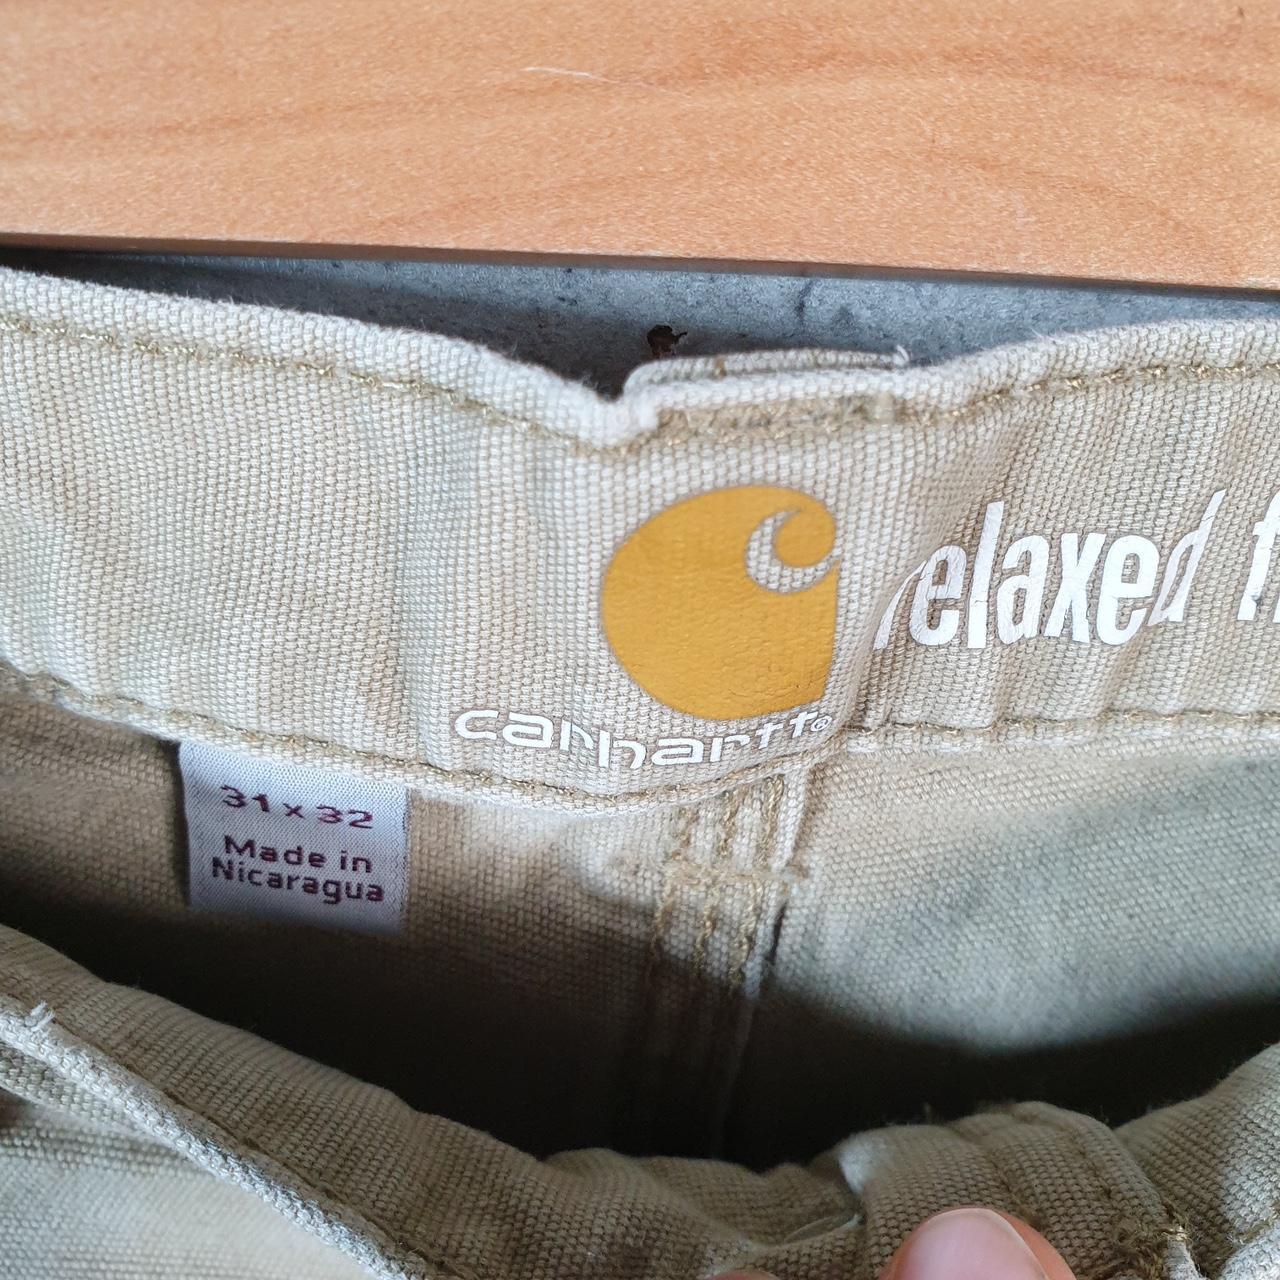 relaxed
carhartt®
31 x 32
Made in
Nicaragua